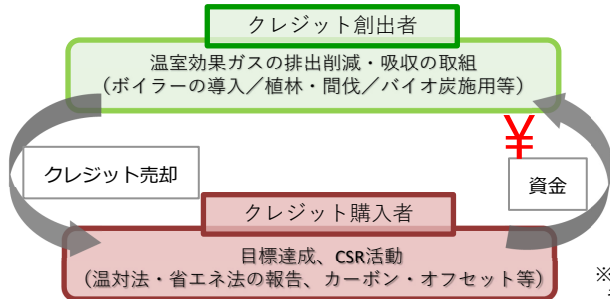 クレジット創出者
温室効果ガスの排出削減・吸収の取組
（ボイラーの導入／植林・間伐／バイオ炭施用等）
¥
クレジット売却
資金
クレジット購入者
目標達成、CSR活動
（温対法・省エネ法の報告、カーボン・オフセット等）
※